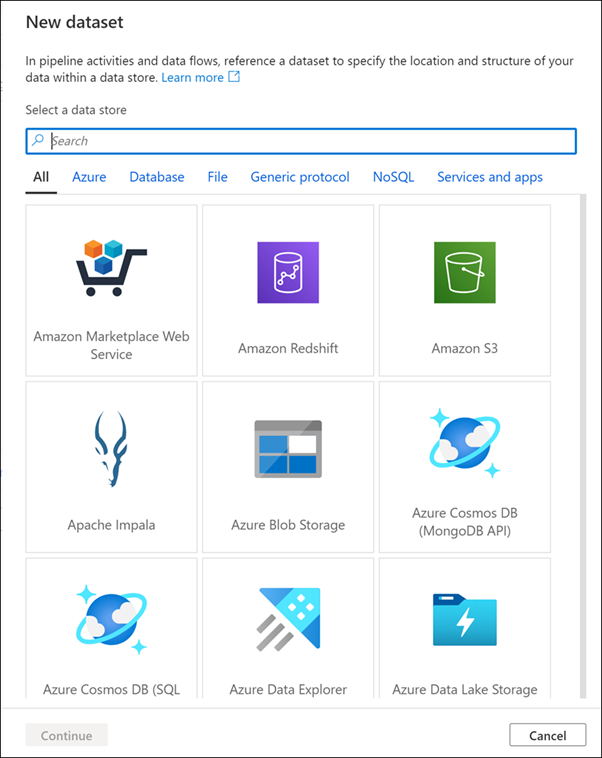 New dataset
In pipeline activities and data flows, reference a dataset to specify the location and structure of your
data within a data store. Learn more
Select a data store
Search
All Azure Database File Generic protocol NoSQL Services and apps
Amazon Marketplace Web
Service
Amazon Redshift
Amazon S3
Apache Impala
Azure Blob Storage
Azure Cosmos DB
(MongoDB API)
Azure Cosmos DB (SQL
Azure Data Explorer
Azure Data Lake Storage
Continue
Cancel